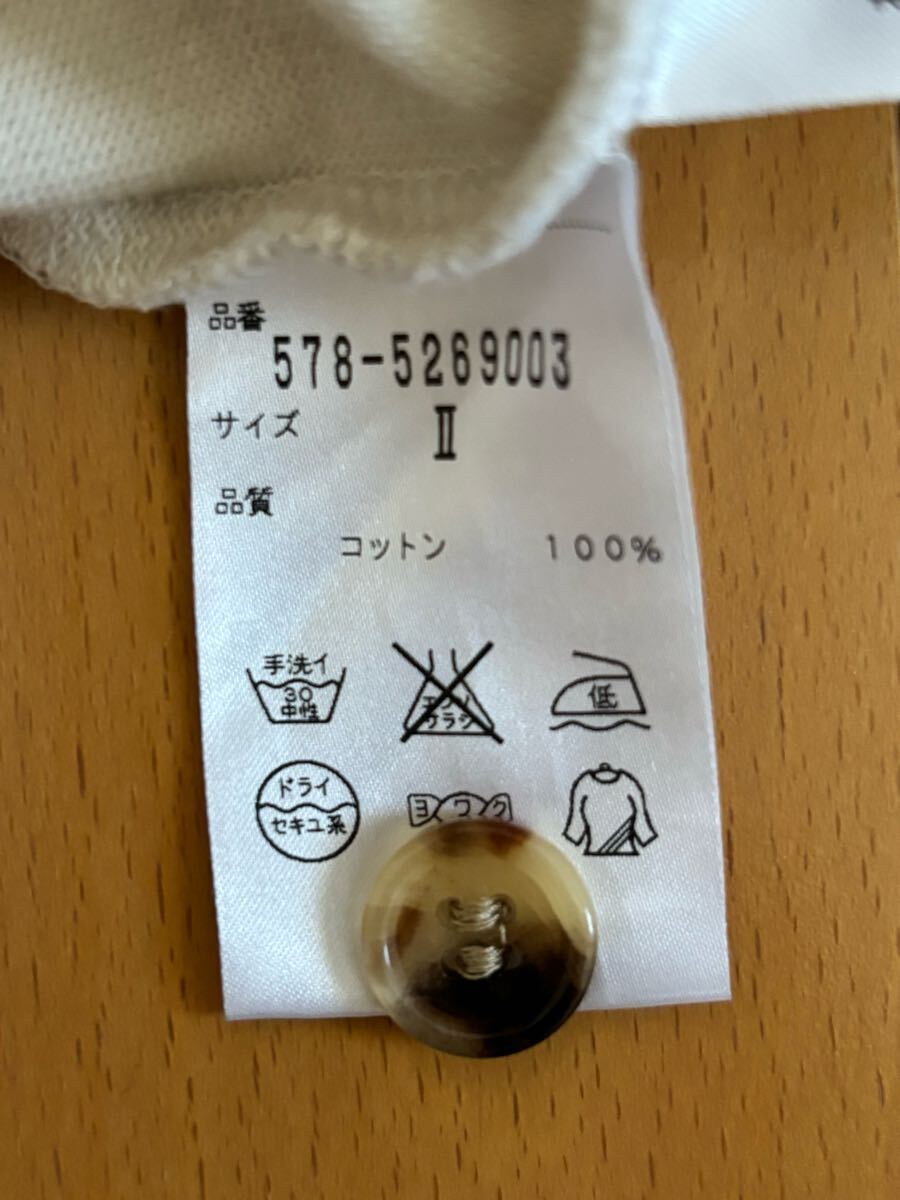 品番
578-5269003
サイズ II
品質
コットン 100%
手洗イ
30
中性
エンソ
サラシ
低
ドライ
セキユ系
ヨワク